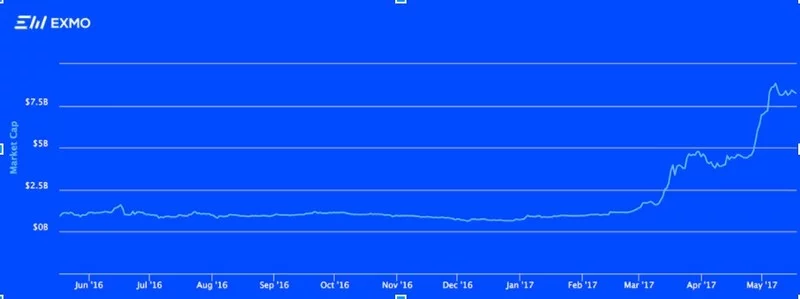 EXMO
Market Cap
$7.5B
$5B
$2.5B
$0B
Jun '16 Jul '16 Aug '16 Sep '16 Oct '16 Nov '16 Dec '16 Jan '17 Feb '17 Mar '17 Apr '17 May '17